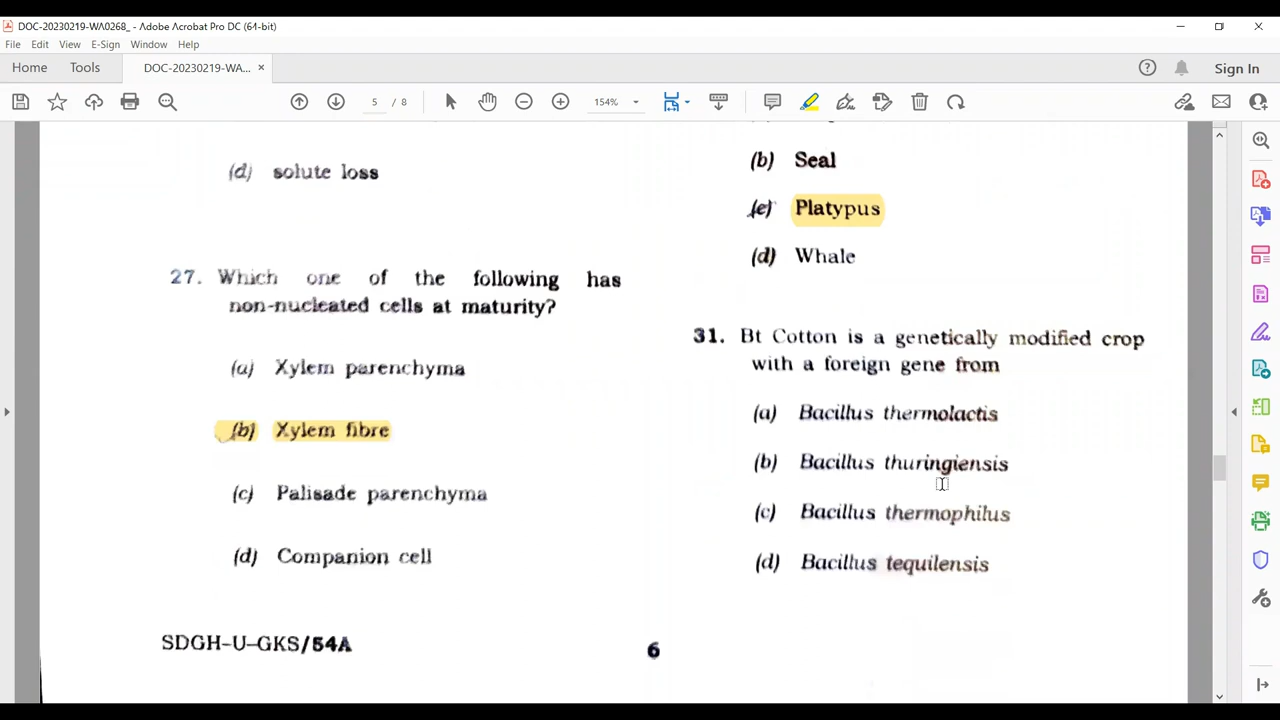 DOC-20230219-WA0268_ - Adobe Acrobat Pro DC (64-bit)
File Edit View E-Sign Window Help
Home Tools DOC-20230219-WA... × Sign In
5 / 8 154%
(d) solute loss
27. Which one of the following has
non-nucleated cells at maturity?
(a) Xylem parenchyma
(b) Xylem fibre
(c) Palisade parenchyma
(d) Companion cell
SDGH-U-GKS/54A
(b) Seal
(c) Platypus
(d) Whale
31. Bt Cotton is a genetically modified crop
with a foreign gene from
(a) Bacillus thermolactis
(b) Bacillus thuringiensis
(c) Bacillus thermophilus
(d) Bacillus tequilensis
6